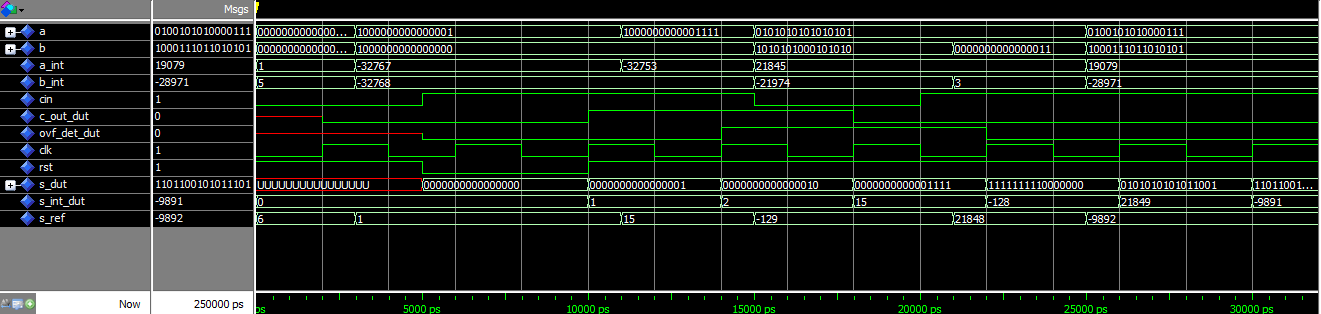 Msgs
a 0100101010000111 0000000000000... 1000000000000001 1000000000001111 0101010101010101 0100101010000111
b 1000111011010101 0000000000000... 1000000000000000 1010101000101010 0000000000000011 1000111011010101
a_int 19079 1 -32767 -32753 21845 19079
b_int -28971 5 -32768 -21974 3 -28971
cin 1
c_out_dut 0
ovf_det_dut 0
clk 1
rst 1
s_dut 1101100101011101 UUUUUUUUUUUUUUUU 0000000000000000 0000000000000001 0000000000000010 0000000000001111 1111111110000000 0101010101011001 11011001...
s_int_dut -9891 0 1 2 15 -128 21849 -9891
s_ref -9892 6 1 15 -129 21848 -9892
Now 250000 ps ps 5000 ps 10000 ps 15000 ps 20000 ps 25000 ps 30000 ps